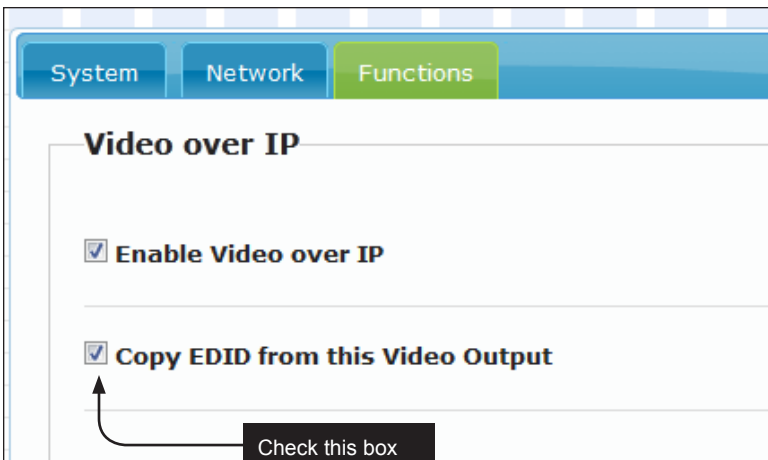 System Network Functions
Video over IP
Enable Video over IP
Copy EDID from this Video Output
Check this box